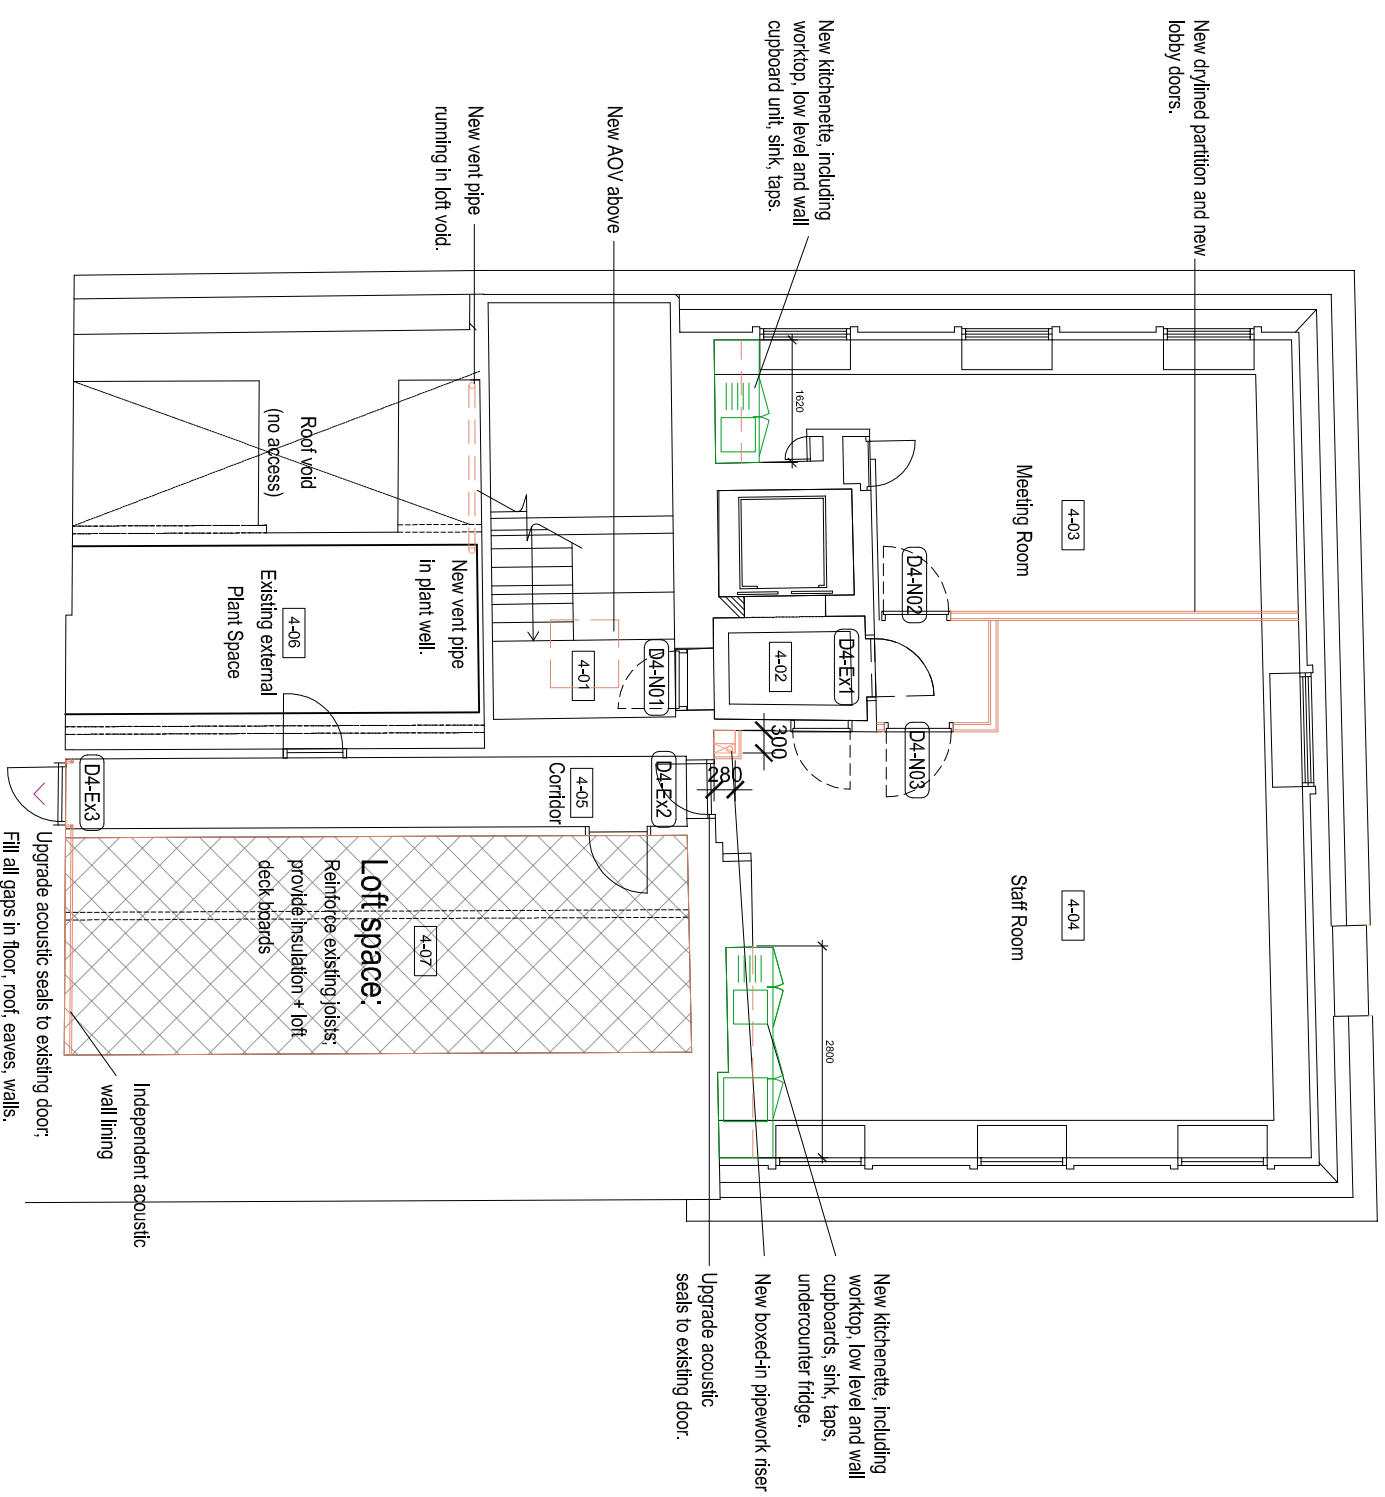 New drylined partition and new
lobby doors.
New kitchenette, including
worktop, low level and wall
cupboard unit, sink, taps.
New AOV above
New vent pipe
running in loft void.
1620
Meeting Room
4-03
D4-N02
Roof void
(no access)
New vent pipe
in plant well.
Existing external
Plant Space
4-06
4-01
D4-N01
4-02
D4-Ex1
D4-N03
300
280
D4-Ex2
4-05
Corridor
D4-Ex3
Staff Room
4-04
Loft space:
Reinforce existing joists;
provide insulation + loft
deck boards
4-07
2800
Upgrade acoustic seals to existing door;
Fill all gaps in floor, roof, eaves, walls.
Independent acoustic
wall lining
New kitchenette, including
worktop, low level and wall
cupboards, sink, taps,
undercounter fridge.
New boxed-in pipework riser
Upgrade acoustic
seals to existing door.